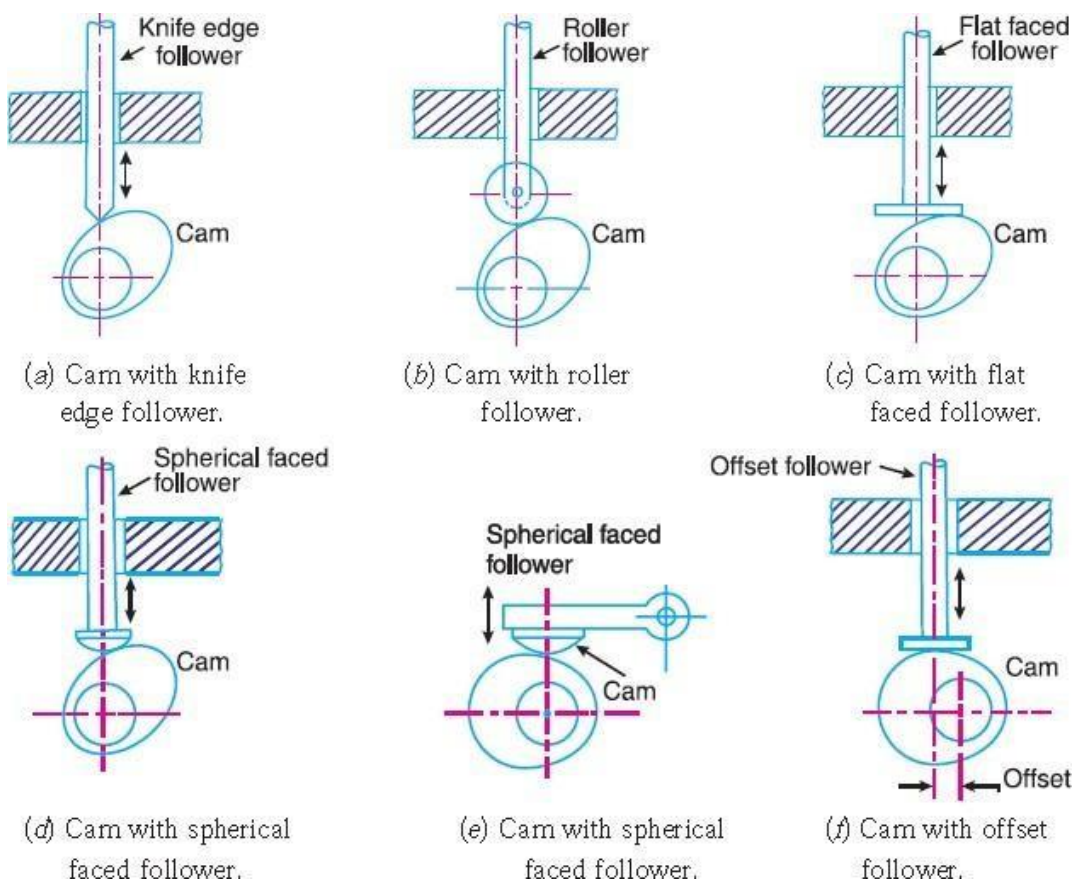 Knife edge
follower
Cam
(a) Cam with knife
edge follower.
Roller
follower
Cam
(b) Cam with roller
follower.
Flat faced
follower
Cam
(c) Cam with flat
faced follower.
Spherical faced
follower
Cam
(d) Cam with spherical
faced follower.
Spherical faced
follower
Cam
(e) Cam with spherical
faced follower.
Offset follower
Cam
Offset
(f) Cam with offset
follower.